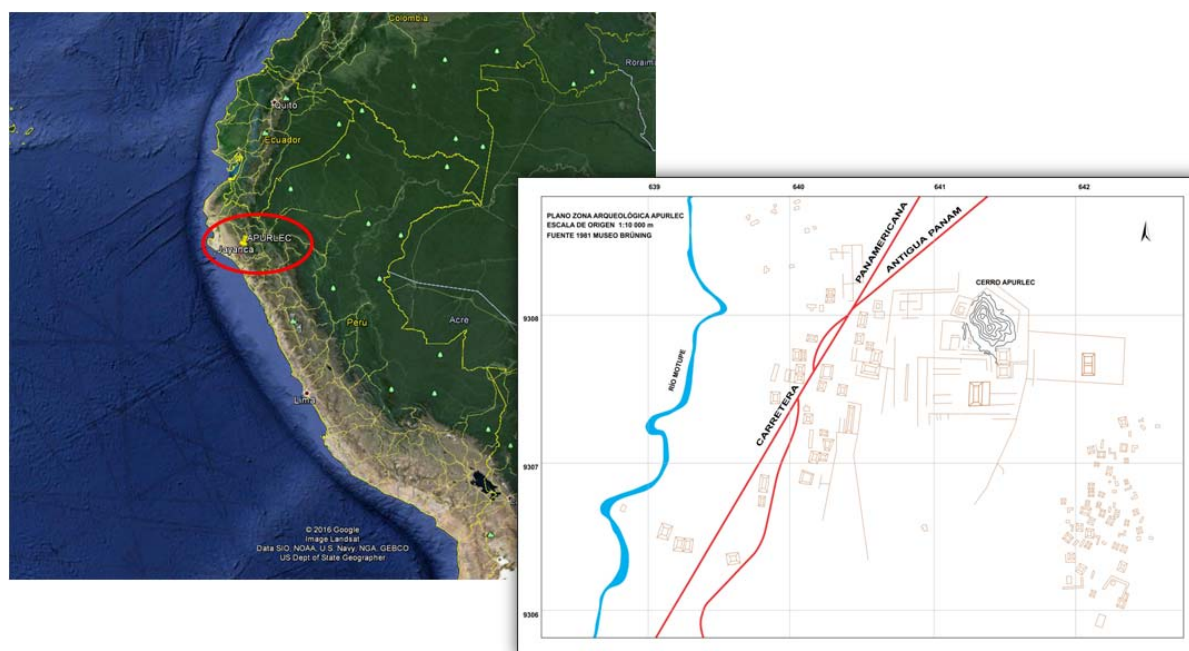 Colombia
Roraima
Quito
Ecuador
APURLEC
Jayanca
Peru
Acre
Lima
© 2016 Google
Image Landsat
Data SIO, NOAA, U.S. Navy, NGA, GEBCO
US Dept of State Geographer
639
640
641
642
PLANO ZONA ARQUEOLÓGICA APURLEC
ESCALA DE ORIGEN 1:10 000 m
FUENTE 1981 MUSEO BRÜNING
PANAMERICANA
ANTIGUA PANAM
CERRO APURLEC
9308
RÍO MOTUPE
CARRETERA
9307
9306